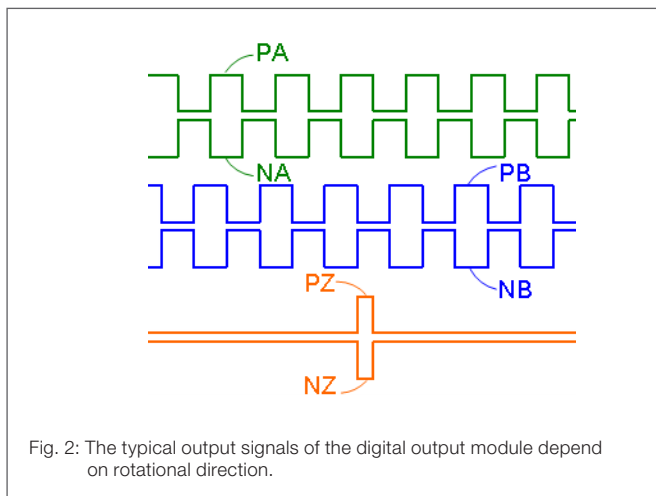 PA
NA
PB
NB
PZ
NZ
Fig. 2: The typical output signals of the digital output module depend
on rotational direction.